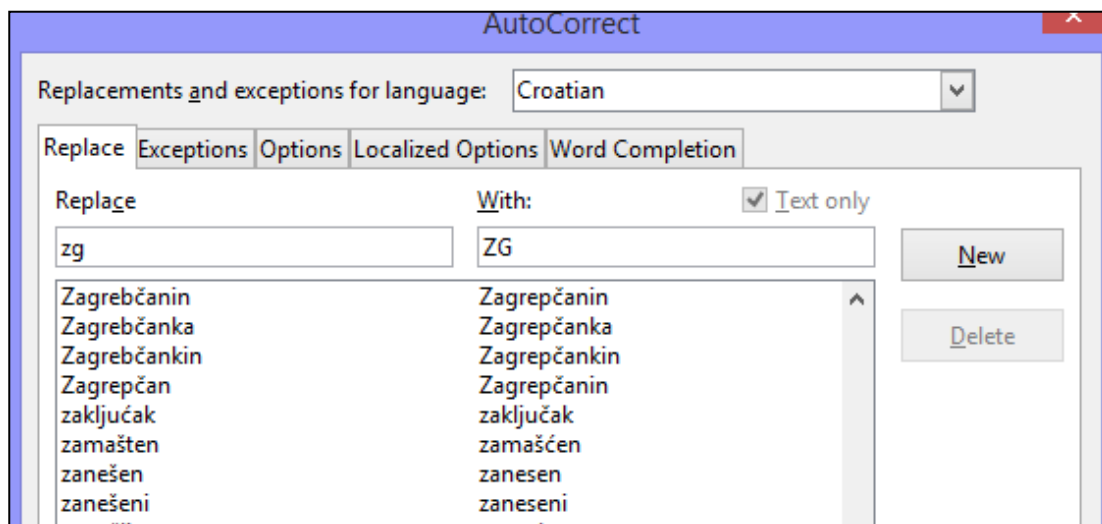 AutoCorrect
Replacements and exceptions for language: Croatian
Replace Exceptions Options Localized Options Word Completion
Replace With: Text only
zg ZG New
Zagrebčanin Zagrepčanin
Zagrebčanka Zagrepčanka
Delete
Zagrebčankin Zagrepčankin
Zagrepčan Zagrepčanin
zakljućak zaključak
zamašten zamašćen
zanešen zanesen
zanešeni zaneseni